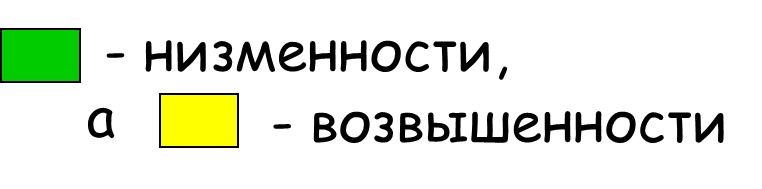 - низменности,
а - возвышенности